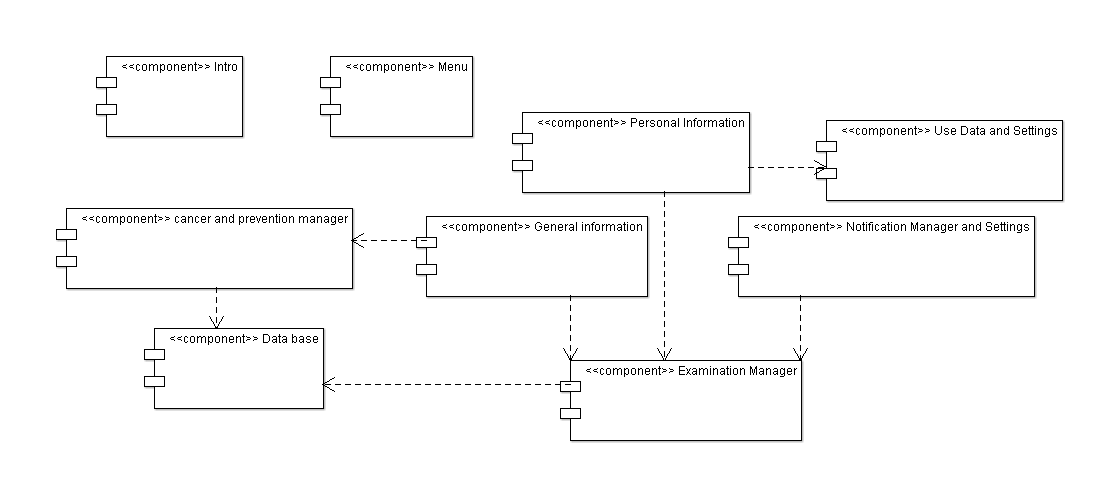 <<component>> Intro
<<component>> Menu
<<component>> Personal Information
<<component>> Use Data and Settings
<<component>> cancer and prevention manager
<<component>> General information
<<component>> Notification Manager and Settings
<<component>> Data base
<<component>> Examination Manager